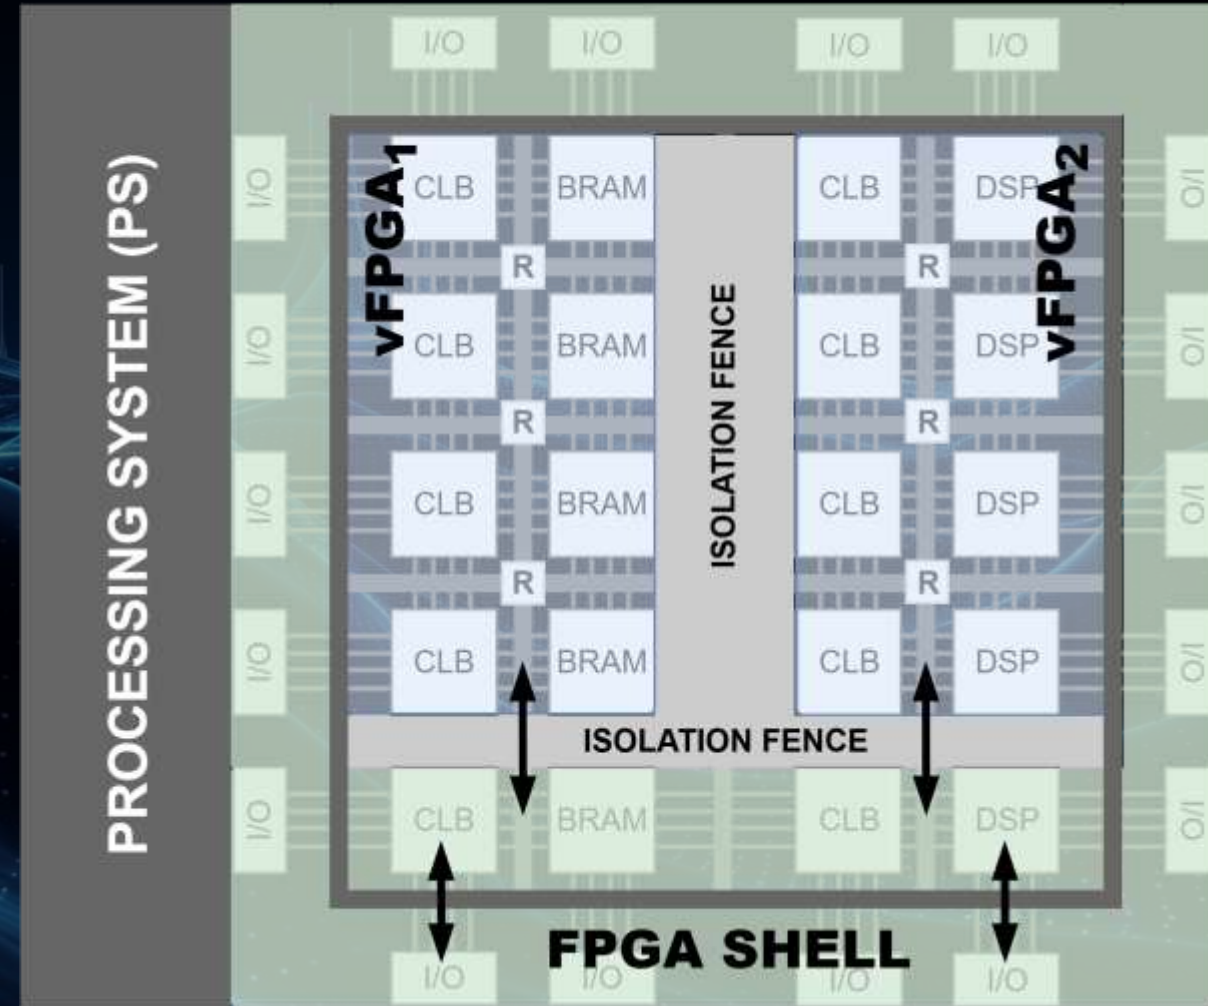 PROCESSING SYSTEM (PS)
I/O I/O I/O I/O
vFPGA1
vFPGA2
I/O CLB BRAM CLB DSP I/O
R R
I/O CLB BRAM CLB DSP I/O
R R
ISOLATION FENCE
I/O CLB BRAM CLB DSP I/O
R R
I/O CLB BRAM CLB DSP I/O
ISOLATION FENCE
I/O CLB BRAM CLB DSP I/O
FPGA SHELL
I/O I/O I/O I/O